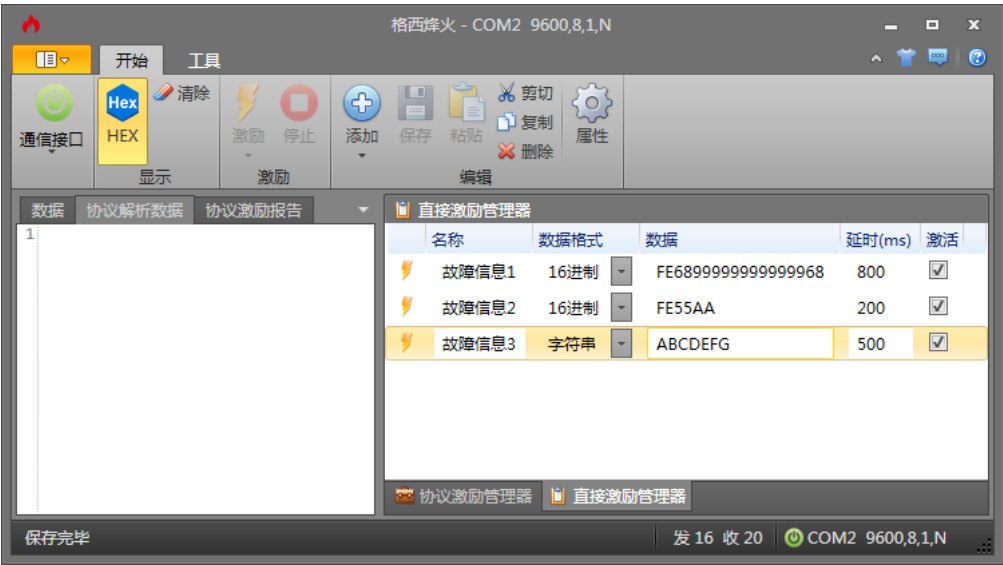 格西烽火 - COM2 9600,8,1,N
开始 工具
通信接口 Hex HEX 清除 激励 停止 添加 保存 粘贴 剪切 复制 删除 属性
显示 激励 编辑
数据 协议解析数据 协议激励报告
1
直接激励管理器
名称 数据格式 数据 延时(ms) 激活
故障信息1 16进制 FE6899999999999968 800
故障信息2 16进制 FE55AA 200
故障信息3 字符串 ABCDEFG 500
协议激励管理器 直接激励管理器
保存完毕 发 16 收 20 COM2 9600,8,1,N